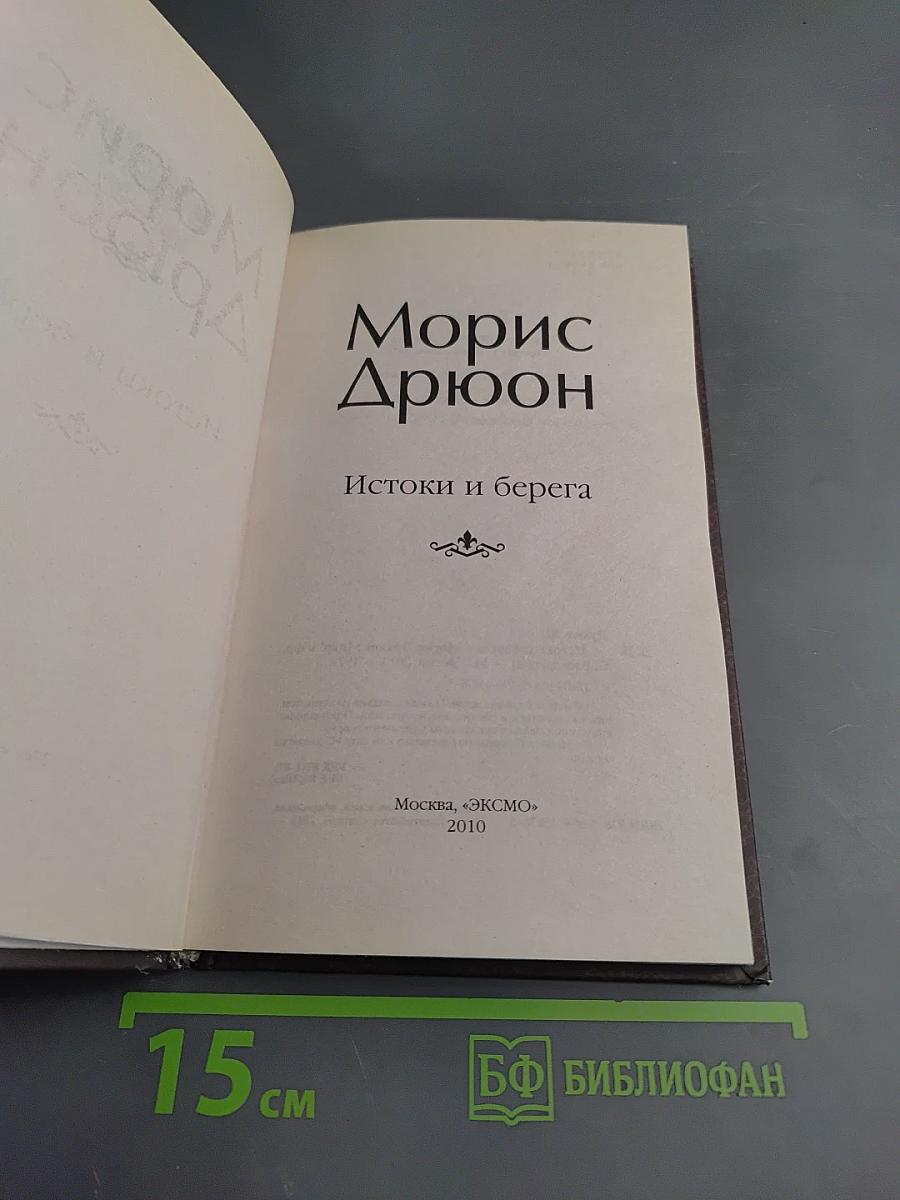 Морис
Дрюон
Истоки и берега
Москва, «ЭКСМО»
2010
15 см
БФ БИБЛИОФАН